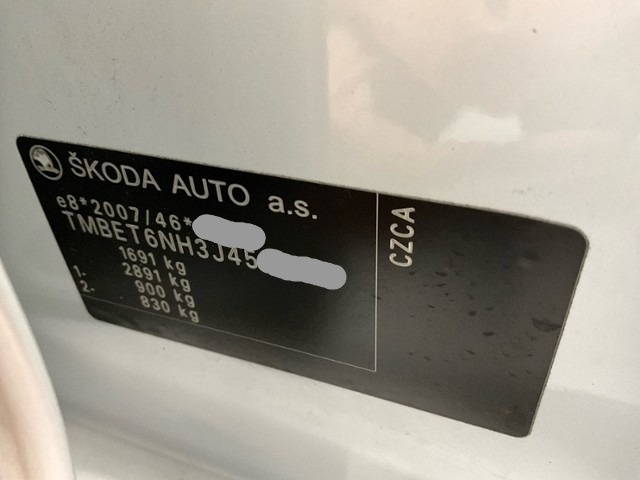 ŠKODA AUTO a.s.
e8*2007/46*
TMBET6NH3J45
1691 kg
2891 kg
1- 900 kg
2- 830 kg
CZCA